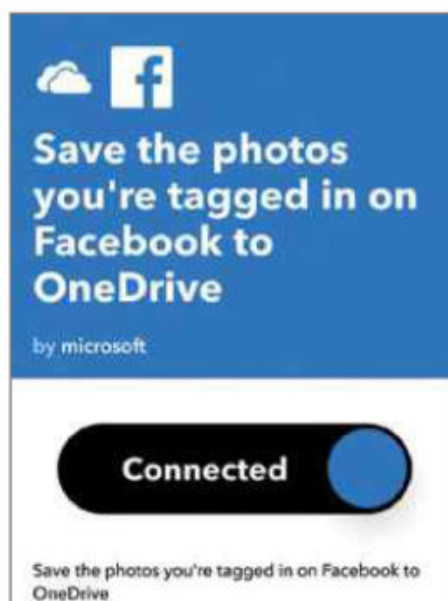 Save the photos
you're tagged in on
Facebook to
OneDrive
by microsoft
Connected
Save the photos you're tagged in on Facebook to
OneDrive